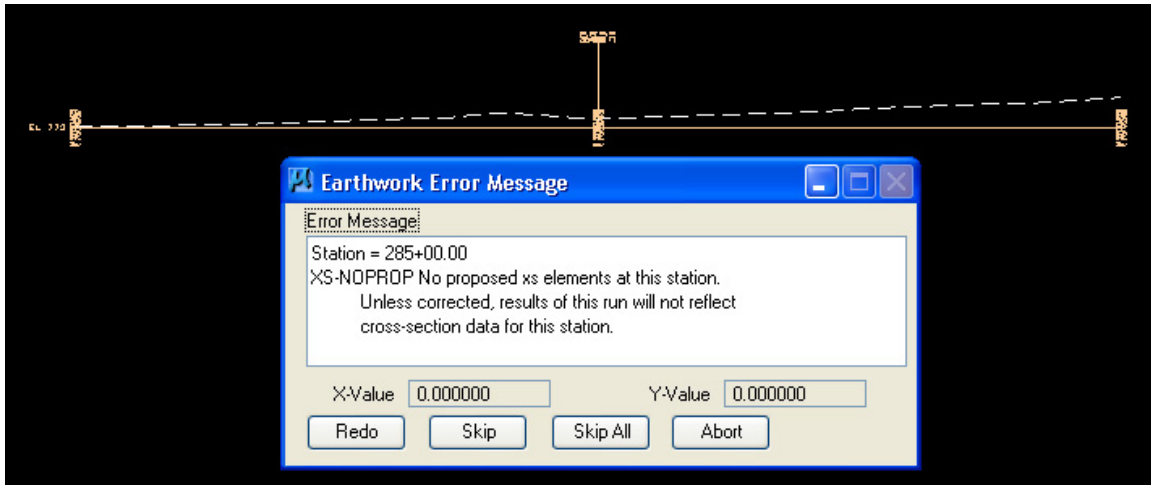 Earthwork Error Message
Error Message
Station = 285+00.00
XS-NOPROP No proposed xs elements at this station.
Unless corrected, results of this run will not reflect
cross-section data for this station.
X-Value 0.000000 Y-Value 0.000000
Redo Skip Skip All Abort